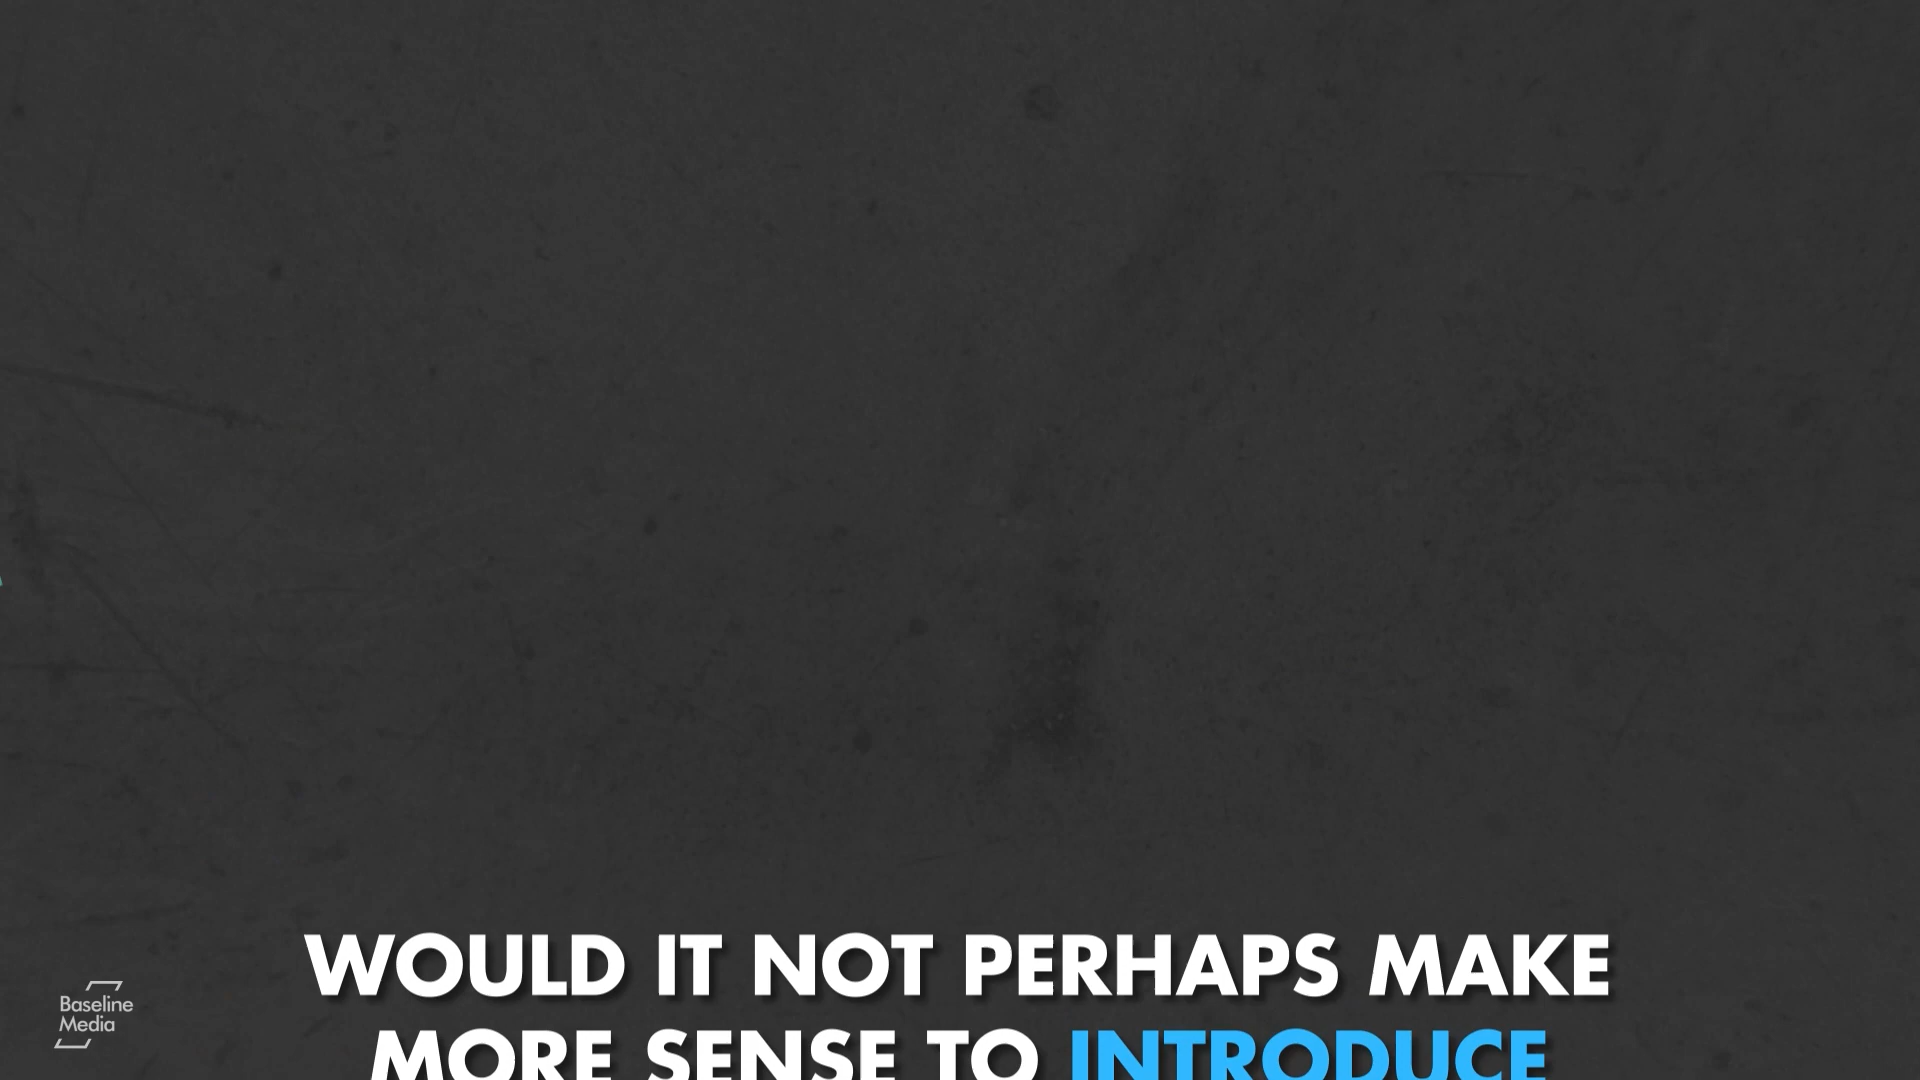 WOULD IT NOT PERHAPS MAKE
MORE SENSE TO INTRODUCE
Baseline
Media